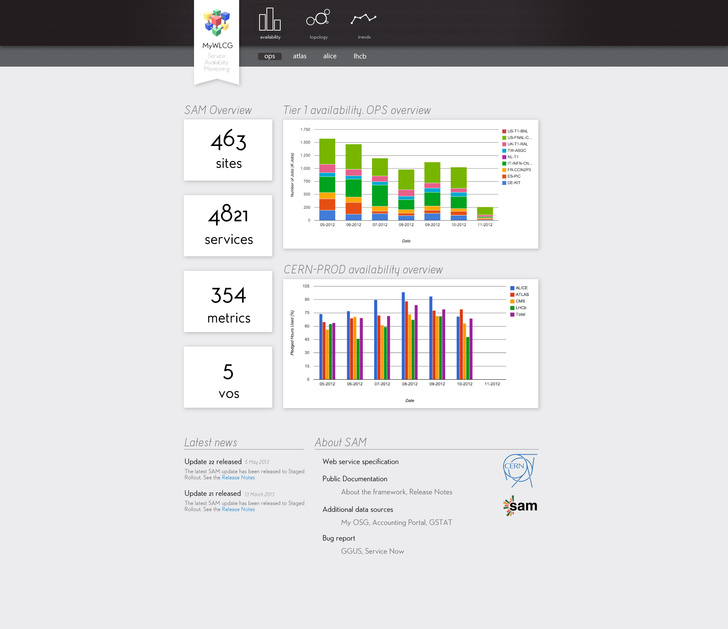 MyWLCG
Service
Availability
Monitoring
availability
topology
trends
ops
atlas
alice
lhcb
SAM Overview
463
sites
4821
services
354
metrics
5
vos
Tier 1 availability. OPS overview
Number of Jobs (K Jobs)
1.750
1.500
1.250
1.000
750
500
250
0
05-2012
06-2012
07-2012
08-2012
09-2012
10-2012
11-2012
Date
US-T1-BNL
US-FNAL-C...
UK-T1-RAL
TW-ASGC
NL-T1
IT-INFN-CN...
FR-CCIN2P3
ES-PIC
DE-KIT
CERN-PROD availability overview
Pledged Hours Used (%)
105
90
75
60
45
30
15
0
05-2012
06-2012
07-2012
08-2012
09-2012
10-2012
11-2012
Date
ALICE
ATLAS
CMS
LHCb
Total
Latest news
Update 22 released 5 May 2013
The latest SAM update has been released to Staged
Rollout. See the Release Notes
Update 21 released 13 March 2013
The latest SAM update has been released to Staged
Rollout. See the Release Notes
About SAM
Web service specification
Public Documentation
About the framework, Release Notes
Additional data sources
My OSG, Accounting Portal, GSTAT
Bug report
GGUS, Service Now
CERN
sam